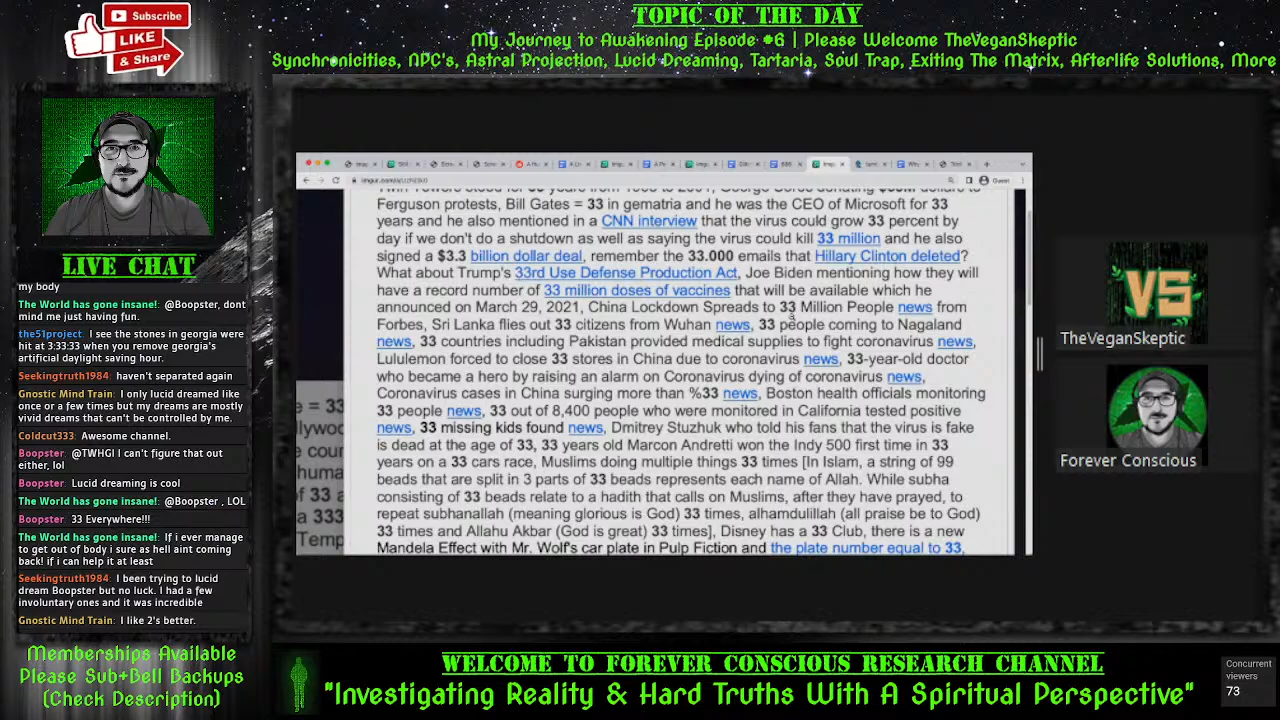 Subscribe
LIKE
& Share
TOPIC OF THE DAY
My Journey to Awakening Episode #6 | Please Welcome TheVeganSkeptic
Synchronicities, NPC's, Astral Projection, Lucid Dreaming, Tartaria, Soul Trap, Exiting The Matrix, Afterlife Solutions, More
LIVE CHAT
my body
The World has gone insane!: @Boopster, dont
mind me just having fun.
the51project: I see the stones in georgia were
hit at 3:33:33 when you remove georgia's
artificial daylight saving hour.
Seekingtruth1984: haven't separated again
Gnostic Mind Train: I only lucid dreamed like
once or a few times but my dreams are mostly
vivid dreams that can't be controlled by me.
Coldcut333: Awesome channel.
Boopster: @TWHGI I can't figure that out
either, lol
Boopster: Lucid dreaming is cool
The World has gone insane!: @Boopster , LOL
Boopster: 33 Everywhere!!!
The World has gone insane!: If i ever manage
to get out of body i sure as hell aint coming
back! if i can help it at least
Seekingtruth1984: I been trying to lucid
dream Boopster but no luck. I had a few
involuntary ones and it was incredible
Gnostic Mind Train: I like 2's better.
Memberships Available
Please Sub+Bell Backups
(Check Description)
Guest
Ferguson protests, Bill Gates = 33 in gematria and he was the CEO of Microsoft for 33
years and he also mentioned in a CNN interview that the virus could grow 33 percent by
day if we don't do a shutdown as well as saying the virus could kill 33 million and he also
signed a $3.3 billion dollar deal, remember the 33.000 emails that Hillary Clinton deleted?
What about Trump's 33rd Use Defense Production Act, Joe Biden mentioning how they will
have a record number of 33 million doses of vaccines that will be available which he
announced on March 29, 2021, China Lockdown Spreads to 33 Million People news from
Forbes, Sri Lanka flies out 33 citizens from Wuhan news, 33 people coming to Nagaland
news, 33 countries including Pakistan provided medical supplies to fight coronavirus news,
Lululemon forced to close 33 stores in China due to coronavirus news, 33-year-old doctor
who became a hero by raising an alarm on Coronavirus dying of coronavirus news,
Coronavirus cases in China surging more than %33 news, Boston health officials monitoring
33 people news, 33 out of 8,400 people who were monitored in California tested positive
news, 33 missing kids found news, Dmitrey Stuzhuk who told his fans that the virus is fake
is dead at the age of 33, 33 years old Marcon Andretti won the Indy 500 first time in 33
years on a 33 cars race, Muslims doing multiple things 33 times [In Islam, a string of 99
beads that are split in 3 parts of 33 beads represents each name of Allah. While subha
consisting of 33 beads relate to a hadith that calls on Muslims, after they have prayed, to
repeat subhanallah (meaning glorious is God) 33 times, alhamdulillah (all praise be to God)
33 times and Allahu Akbar (God is great) 33 times], Disney has a 33 Club, there is a new
Mandela Effect with Mr. Wolf's car plate in Pulp Fiction and the plate number equal to 33,
VS
TheVeganSkeptic
Forever Conscious
WELCOME TO FOREVER CONSCIOUS RESEARCH CHANNEL
"Investigating Reality & Hard Truths With A Spiritual Perspective"
Concurrent
viewers
73